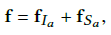 𝐟 = 𝐟_{I_a} + 𝐟_{S_a},